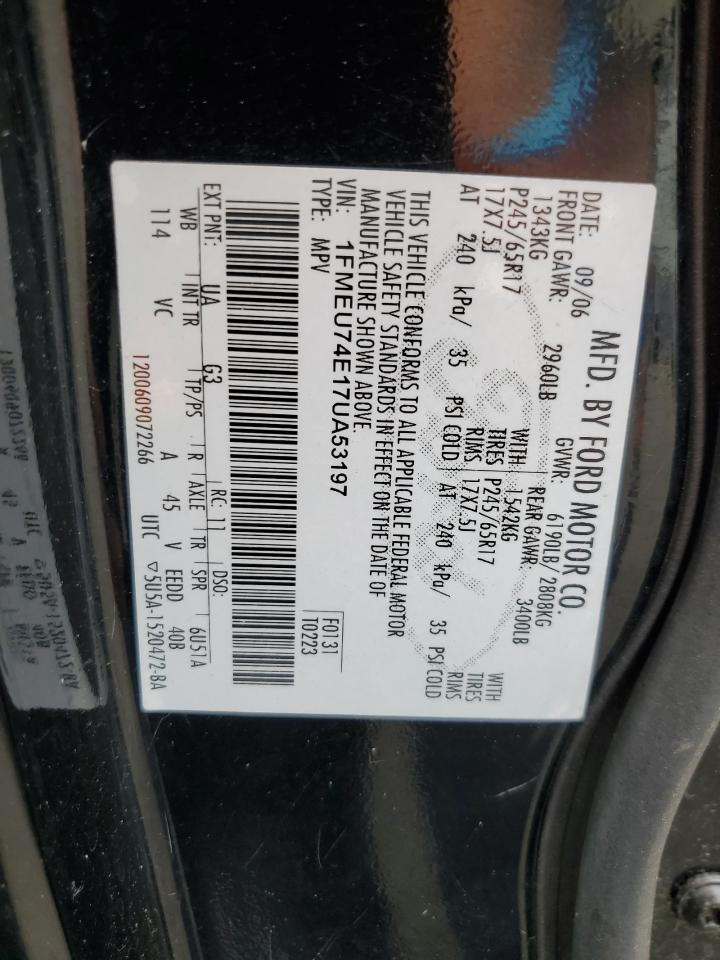 MFD. BY FORD MOTOR CO.
DATE: 09/06 GVWR: 6190LB/ 2808KG
FRONT GAWR: 2960LB REAR GAWR: 3400LB
1343KG WITH 1542KG WITH
P245/65R17 TIRES P245/65R17 TIRES
17X7.5J RIMS 17X7.5J RIMS
AT 240 kPa/ 35 PSI COLD AT 240 kPa/ 35 PSI COLD
THIS VEHICLE CONFORMS TO ALL APPLICABLE FEDERAL MOTOR
VEHICLE SAFETY STANDARDS IN EFFECT ON THE DATE OF
MANUFACTURE SHOWN ABOVE.
VIN: 1FMEU74E17UA53197 F0131
TYPE: MPV T0223
EXT PNT: UA G3 RC: 11 DSO:
WB INT TR TP/PS R AXLE TR SPR 6U51A
114 VC A 45 V EEDD 40B
1200609072266 UTC ▽5U5A-1520472-BA